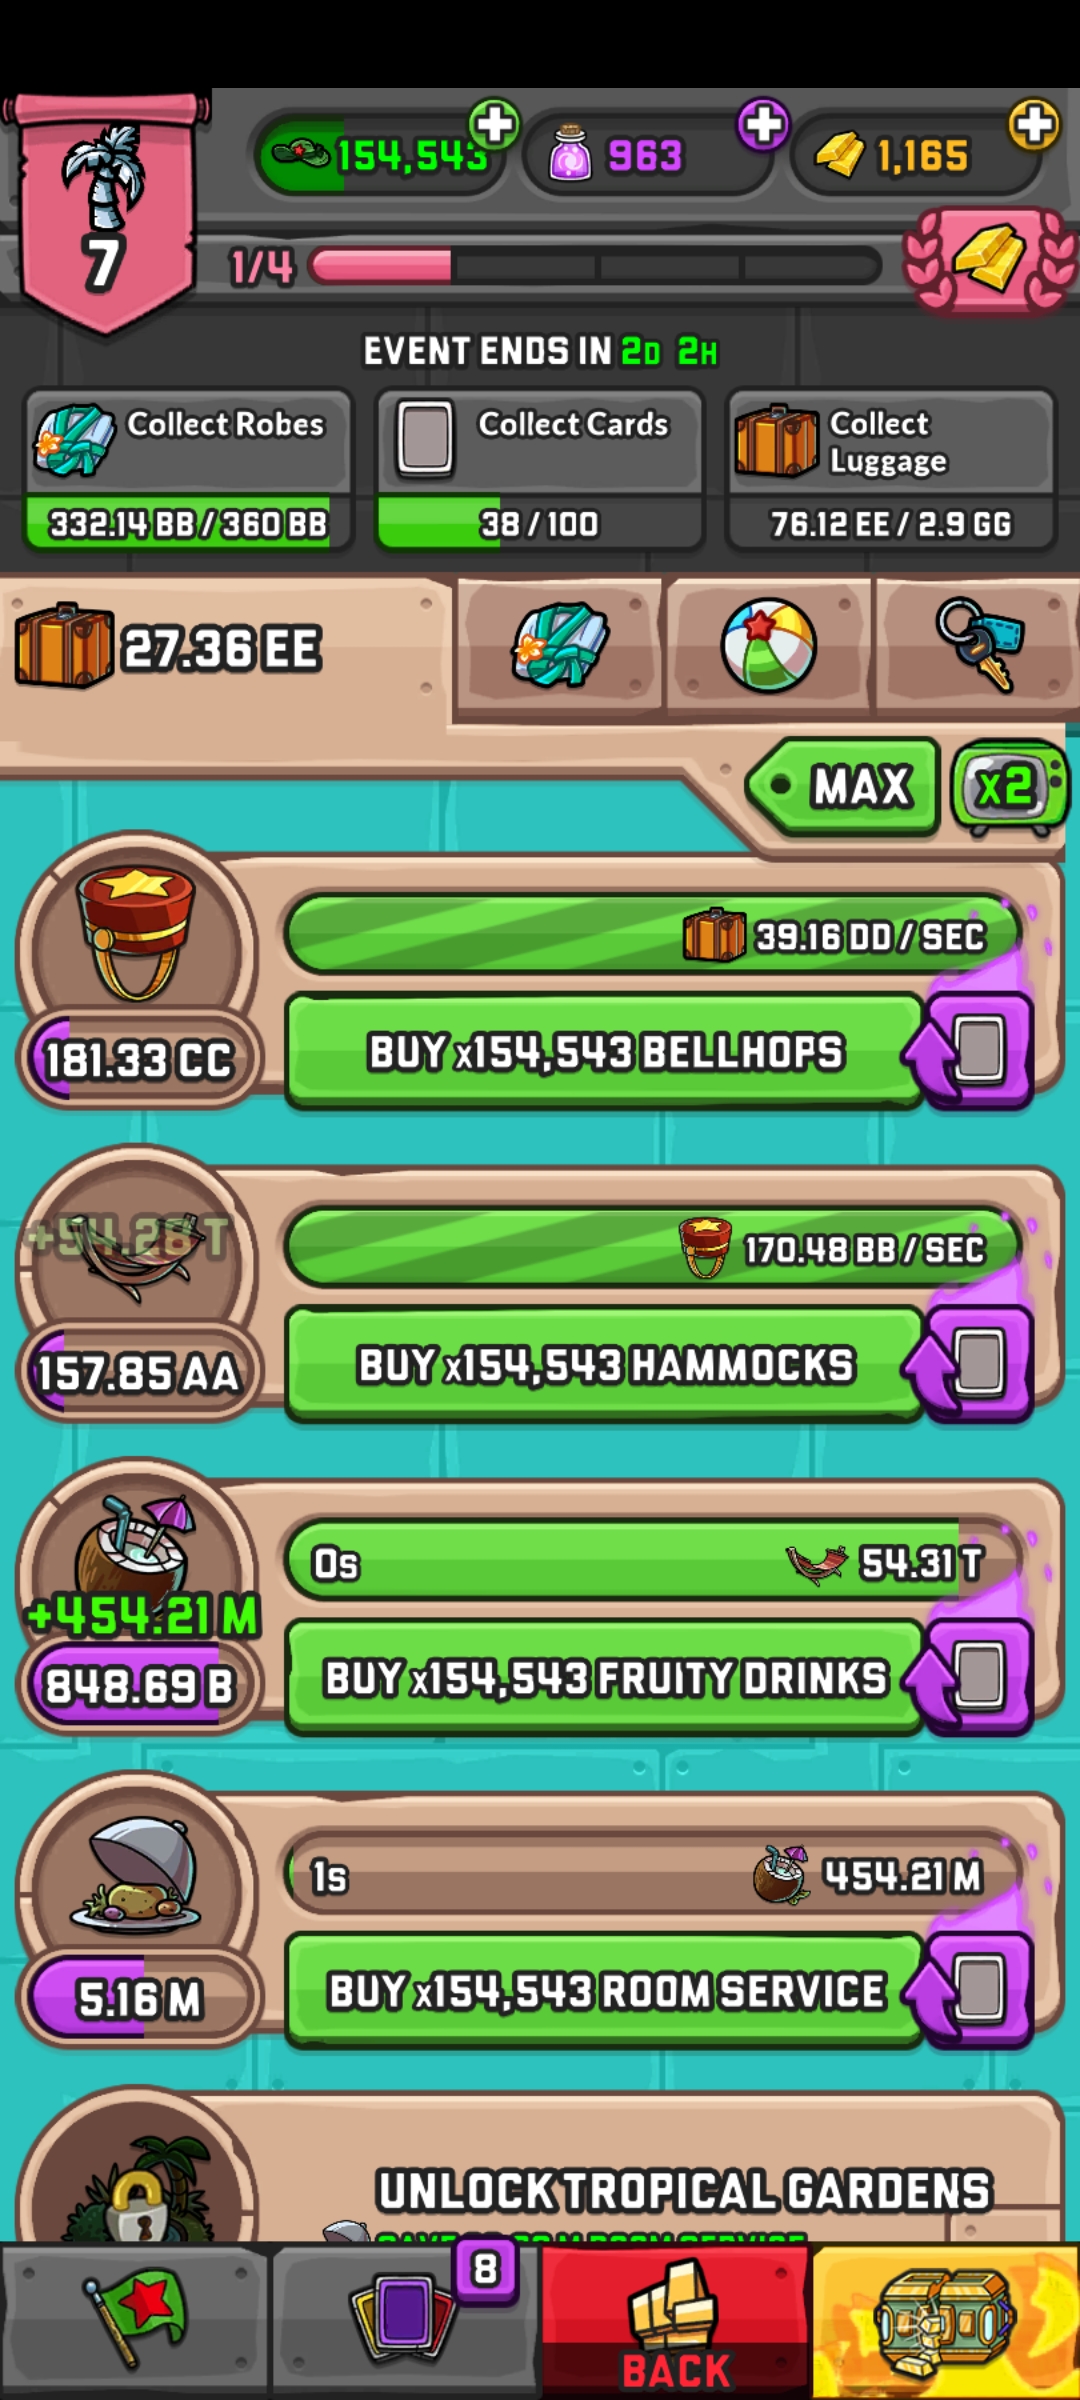 154,543
963
1,165
7
1/4
EVENT ENDS IN 2D 2H
Collect Robes
Collect Cards
Collect
Luggage
332.14 BB / 360 BB
38 / 100
76.12 EE / 2.9 GG
27.36 EE
MAX
x2
39.16 DD / SEC
181.33 CC
BUY x154,543 BELLHOPS
+54.28 T
170.48 BB / SEC
157.85 AA
BUY x154,543 HAMMOCKS
0s
54.31 T
+454.21 M
848.69 B
BUY x154,543 FRUITY DRINKS
1s
454.21 M
5.16 M
BUY x154,543 ROOM SERVICE
UNLOCK TROPICAL GARDENS
8
BACK